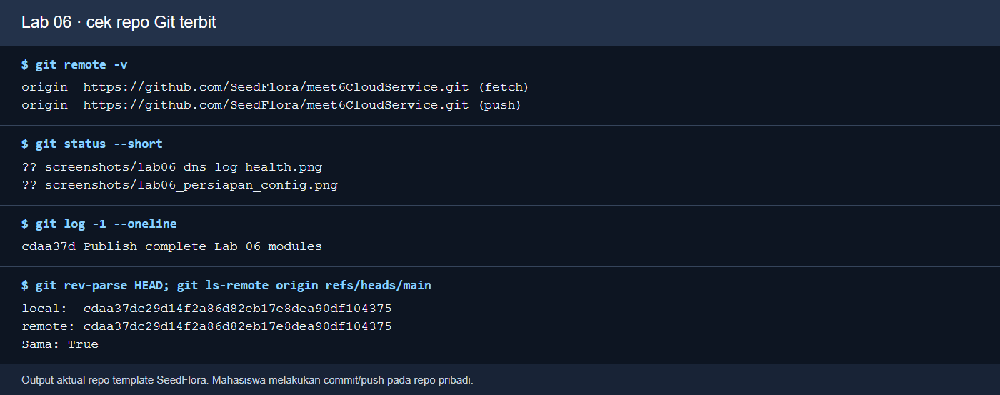 Lab 06 · cek repo Git terbit
$ git remote -v
origin  https://github.com/SeedFlora/meet6CloudService.git (fetch)
origin  https://github.com/SeedFlora/meet6CloudService.git (push)
$ git status --short
?? screenshots/lab06_dns_log_health.png
?? screenshots/lab06_persiapan_config.png
$ git log -1 --oneline
cdaa37d Publish complete Lab 06 modules
$ git rev-parse HEAD; git ls-remote origin refs/heads/main
local:  cdaa37dc29d14f2a86d82eb17e8dea90df104375
remote: cdaa37dc29d14f2a86d82eb17e8dea90df104375
Sama: True
Output aktual repo template SeedFlora. Mahasiswa melakukan commit/push pada repo pribadi.